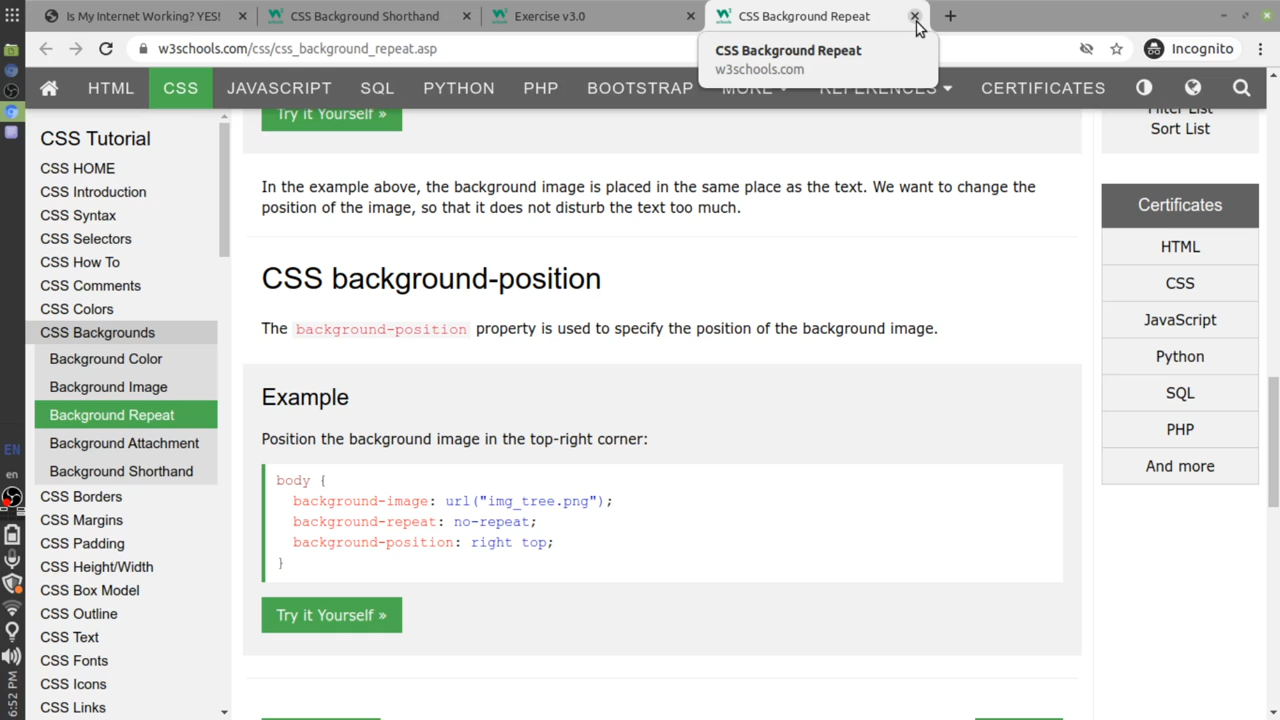 Is My Internet Working? YES!
CSS Background Shorthand
Exercise v3.0
CSS Background Repeat
w3schools.com/css/css_background_repeat.asp
Incognito
CSS Background Repeat
w3schools.com
HTML
CSS
JAVASCRIPT
SQL
PYTHON
PHP
BOOTSTRAP
MORE
REFERENCES
CERTIFICATES
CSS Tutorial
CSS HOME
CSS Introduction
CSS Syntax
CSS Selectors
CSS How To
CSS Comments
CSS Colors
CSS Backgrounds
Background Color
Background Image
Background Repeat
Background Attachment
Background Shorthand
CSS Borders
CSS Margins
CSS Padding
CSS Height/Width
CSS Box Model
CSS Outline
CSS Text
CSS Fonts
CSS Icons
CSS Links
Try it Yourself »
In the example above, the background image is placed in the same place as the text. We want to change the
position of the image, so that it does not disturb the text too much.
CSS background-position
The background-position property is used to specify the position of the background image.
Example
Position the background image in the top-right corner:
body {
background-image: url("img_tree.png");
background-repeat: no-repeat;
background-position: right top;
}
Try it Yourself »
Filter List
Sort List
Certificates
HTML
CSS
JavaScript
Python
SQL
PHP
And more
EN
en
6:52 PM